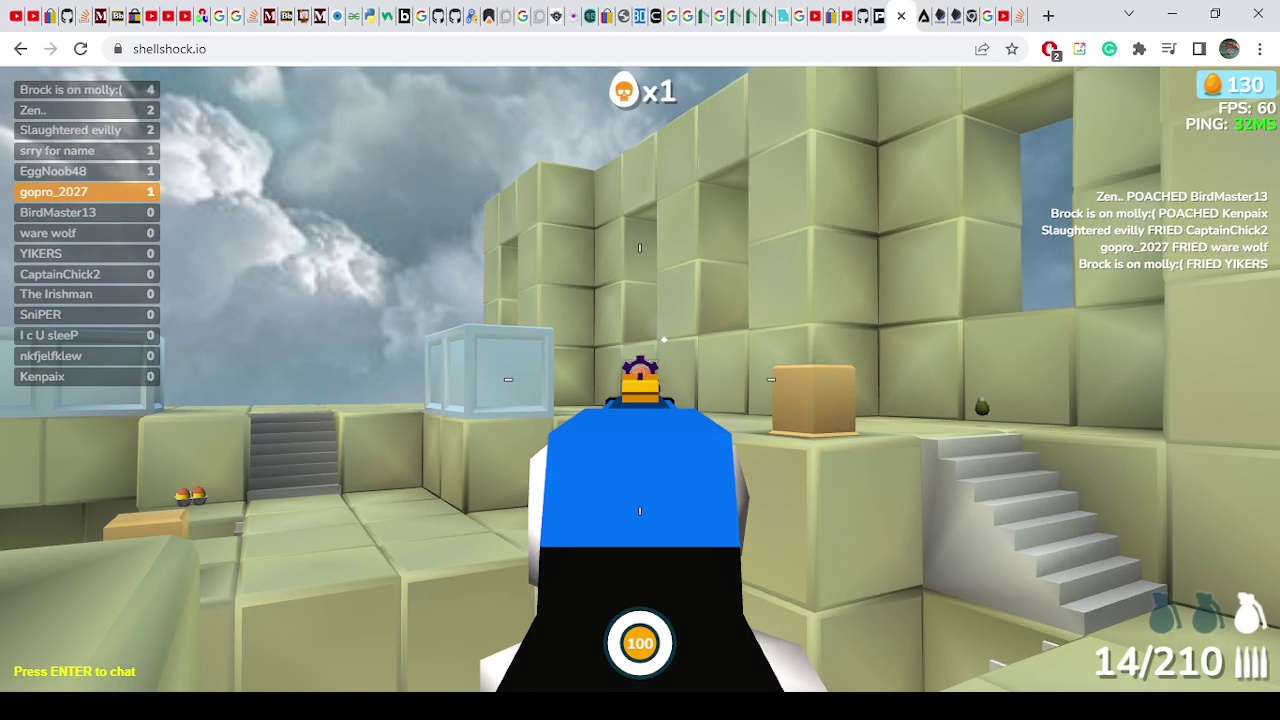 shellshock.io
2
Brock is on molly:( 4
Zen.. 2
Slaughtered evilly 2
srry for name 1
EggNoob48 1
gopro_2027 1
BirdMaster13 0
ware wolf 0
YIKERS 0
CaptainChick2 0
The Irishman 0
SniPER 0
I c U sleeP 0
nkfjelfklew 0
Kenpaix 0
x1
130
FPS: 60
PING: 32MS
Zen.. POACHED BirdMaster13
Brock is on molly:( POACHED Kenpaix
Slaughtered evilly FRIED CaptainChick2
gopro_2027 FRIED ware wolf
Brock is on molly:( FRIED YIKERS
100
Press ENTER to chat
14/210